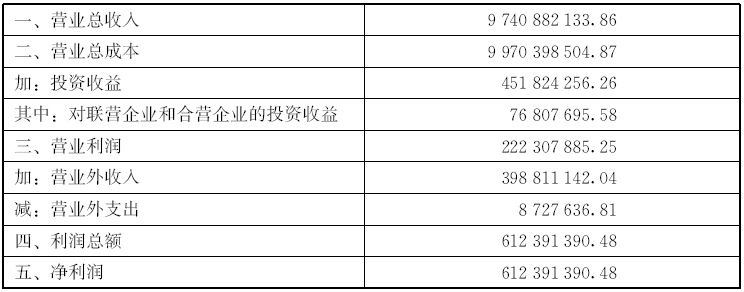 一、营业总收入 9 740 882 133.86
二、营业总成本 9 970 398 504.87
加：投资收益 451 824 256.26
其中：对联营企业和合营企业的投资收益 76 807 695.58
三、营业利润 222 307 885.25
加：营业外收入 398 811 142.04
减：营业外支出 8 727 636.81
四、利润总额 612 391 390.48
五、净利润 612 391 390.48